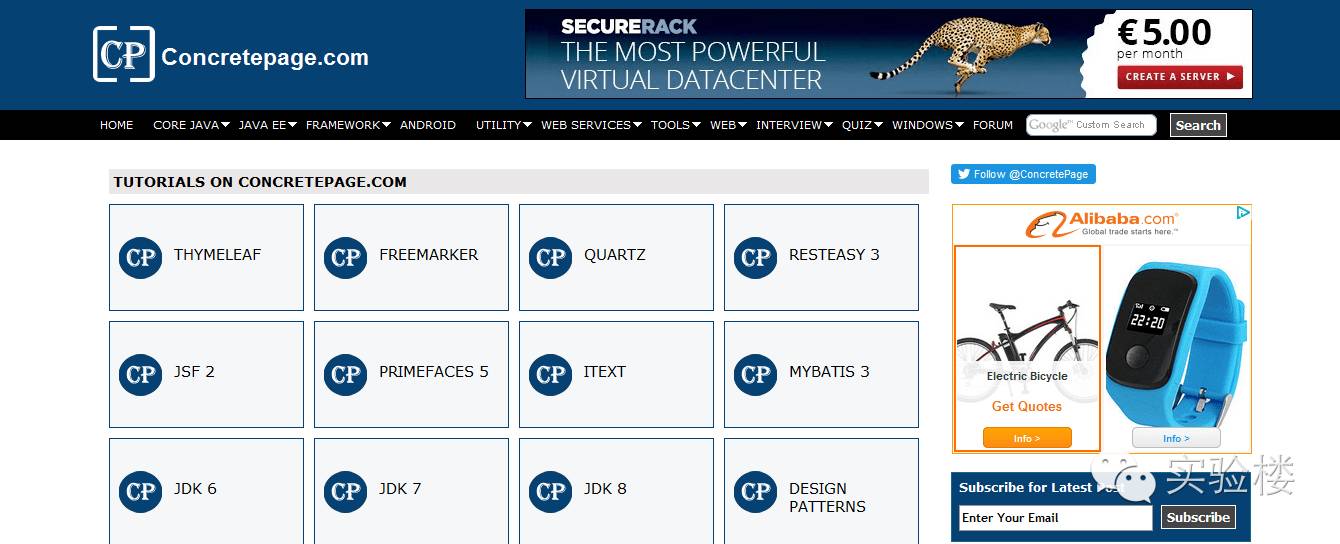 CP Concretepage.com
SECURERACK
THE MOST POWERFUL
VIRTUAL DATACENTER
€5.00
per month
CREATE A SERVER
HOME CORE JAVA JAVA EE FRAMEWORK ANDROID UTILITY WEB SERVICES TOOLS WEB INTERVIEW QUIZ WINDOWS FORUM Google™ Custom Search Search
TUTORIALS ON CONCRETEPAGE.COM
CP THYMELEAF
CP FREEMARKER
CP QUARTZ
CP RESTEASY 3
CP JSF 2
CP PRIMEFACES 5
CP ITEXT
CP MYBATIS 3
CP JDK 6
CP JDK 7
CP JDK 8
CP DESIGN
PATTERNS
Follow @ConcretePage
Alibaba.com®
Global trade starts here.™
22:20
Electric Bicycle
Get Quotes
Info >
Info >
Subscribe for Latest
实验楼
Enter Your Email Subscribe